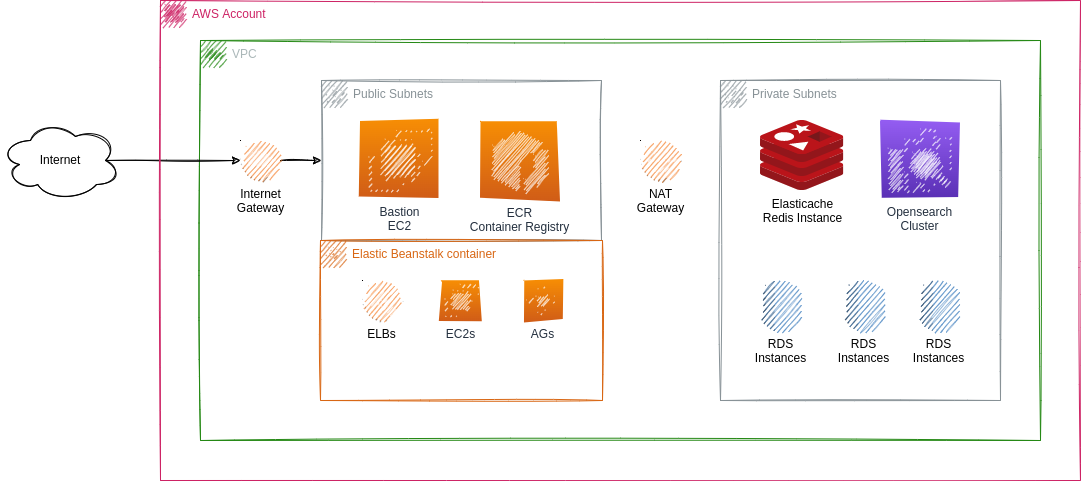 AWS Account
VPC
Public Subnets
Private Subnets
Internet
Internet
Gateway
Bastion
EC2
ECR
Container Registry
NAT
Gateway
Elasticache
Redis Instance
Opensearch
Cluster
Elastic Beanstalk container
ELBs
EC2s
AGs
RDS
Instances
RDS
Instances
RDS
Instances